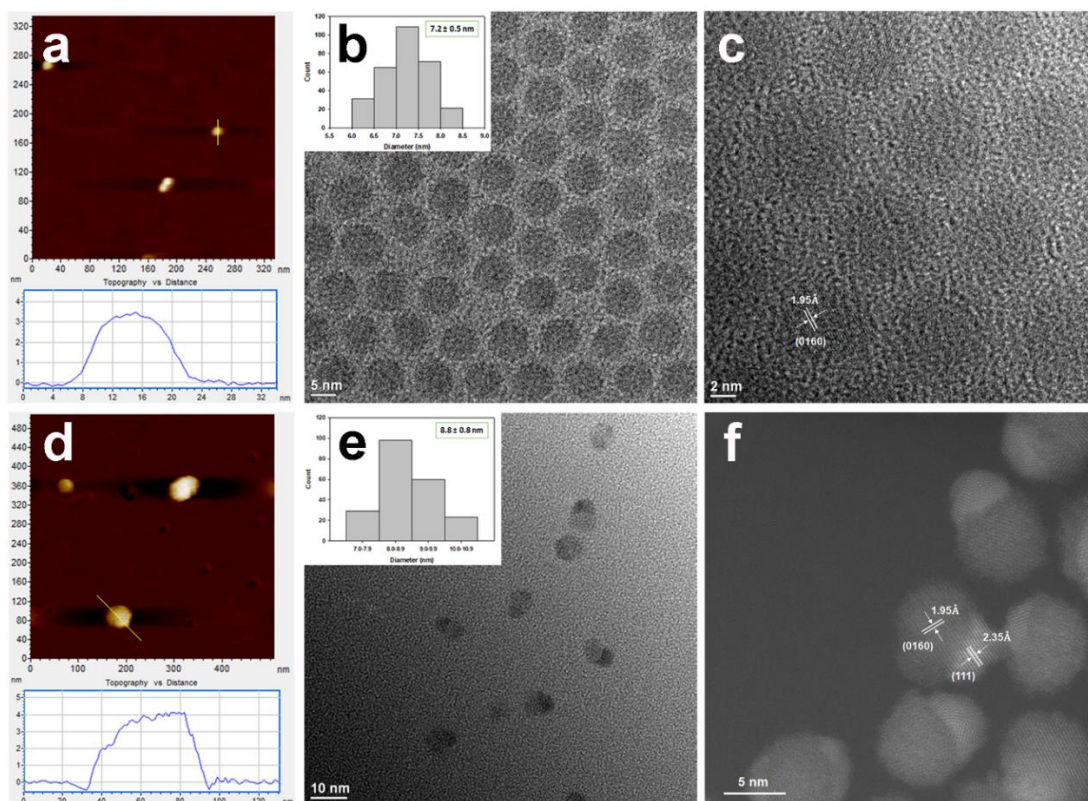 a
320
280
240
200
160
120
80
40
0
0 40 80 120 160 200 240 280 320 nm
nm
Topography vs Distance
4
3
2
1
0
0 4 8 12 16 20 24 28 32 nm
b
120
100
80
60
40
20
0
Count
7.2 ± 0.5 nm
5.5 6.0 6.5 7.0 7.5 8.0 8.5 9.0
Diameter (nm)
5 nm
c
1.95Å
(0160)
2 nm
d
480
440
400
360
320
280
240
200
160
120
80
40
0
0 100 200 300 400 nm
nm
Topography vs Distance
5
4
3
2
1
0
0 20 40 60 80 100 120 nm
e
120
100
80
60
40
20
0
Count
8.8 ± 0.8 nm
7.0-7.9 8.0-8.9 9.0-9.9 10.0-10.9
Diameter (nm)
10 nm
f
1.95Å
(0160)
2.35Å
(111)
5 nm